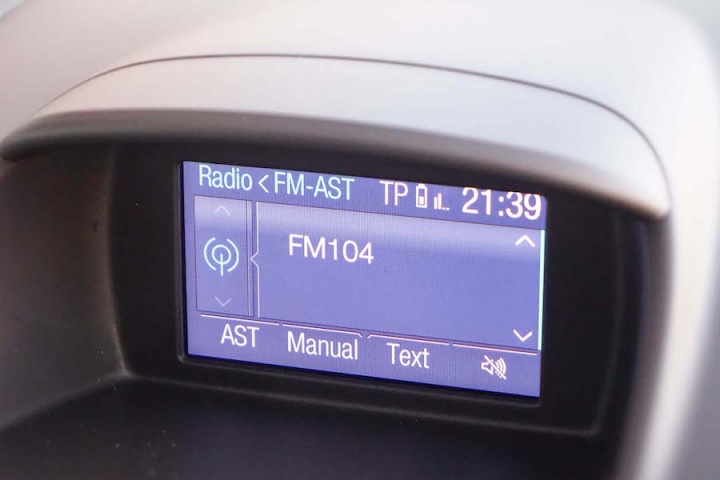 Radio < FM-AST TP 21:39
FM104
AST Manual Text